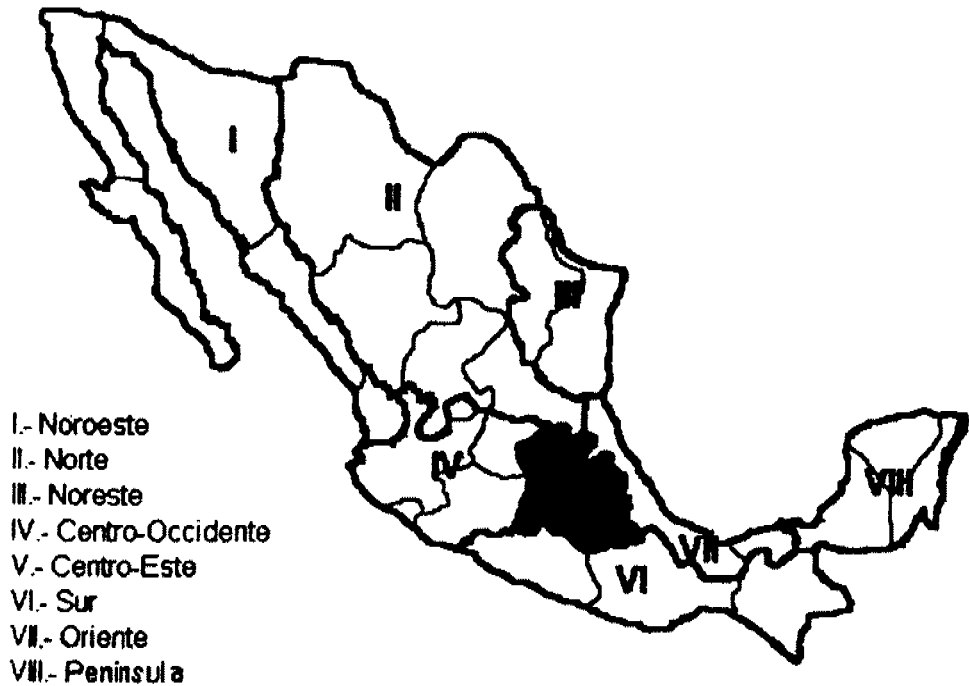 I
II
III
IV
VI
VII
VIII
I.- Noroeste
II.- Norte
III.- Noreste
IV.- Centro-Occidente
V.- Centro-Este
VI.- Sur
VII.- Oriente
VIII.- Peninsula